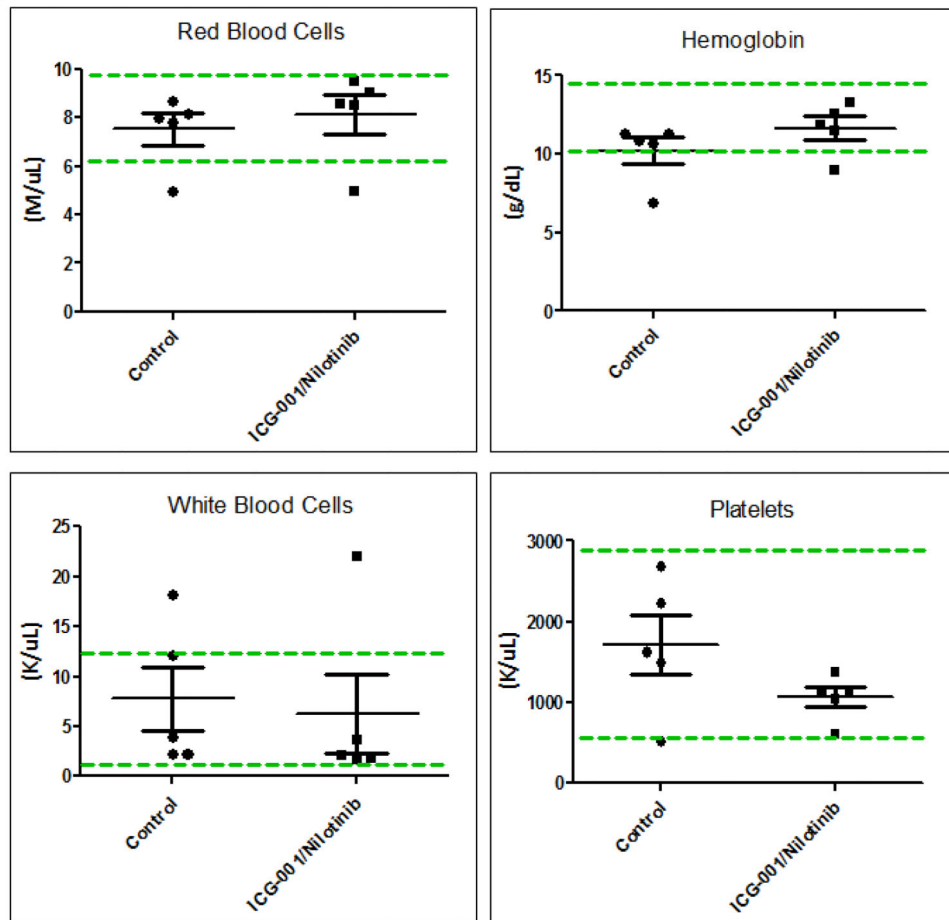 Red Blood Cells
10
8
6
4
2
0
(M/uL)
Control
ICG-001/Nilotinib
Hemoglobin
15
10
5
0
(g/dL)
Control
ICG-001/Nilotinib
White Blood Cells
25
20
15
10
5
0
(K/uL)
Control
ICG-001/Nilotinib
Platelets
3000
2000
1000
0
(K/uL)
Control
ICG-001/Nilotinib